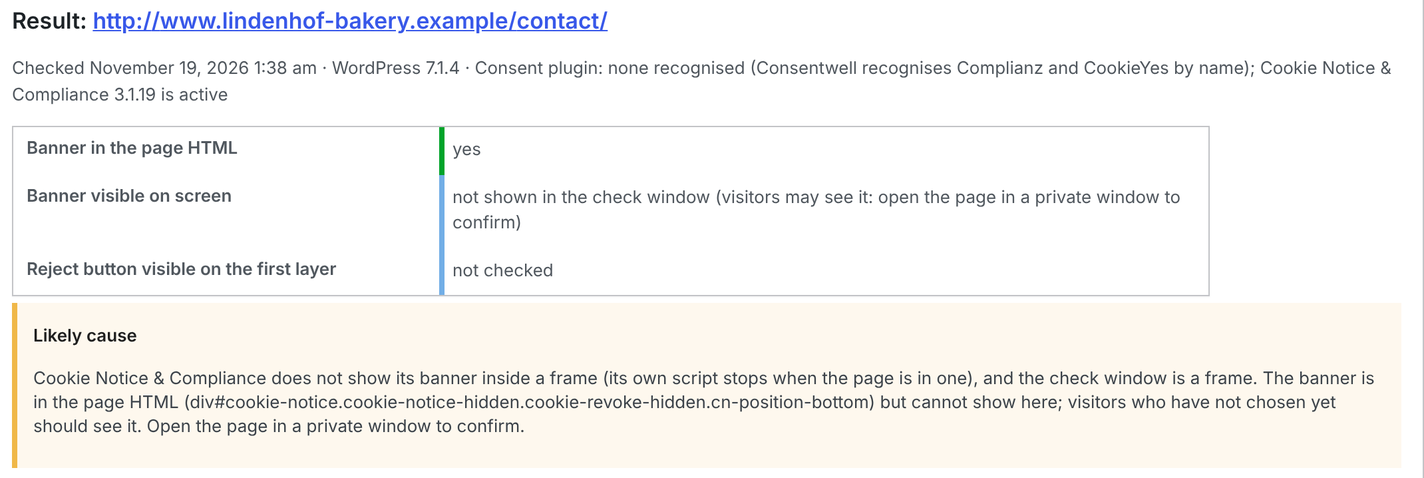 Result: http://www.lindenhof-bakery.example/contact/
Checked November 19, 2026 1:38 am · WordPress 7.1.4 · Consent plugin: none recognised (Consentwell recognises Complianz and CookieYes by name); Cookie Notice &
Compliance 3.1.19 is active
Banner in the page HTML
yes
Banner visible on screen
not shown in the check window (visitors may see it: open the page in a private window to
confirm)
Reject button visible on the first layer
not checked
Likely cause
Cookie Notice & Compliance does not show its banner inside a frame (its own script stops when the page is in one), and the check window is a frame. The banner is
in the page HTML (div#cookie-notice.cookie-notice-hidden.cookie-revoke-hidden.cn-position-bottom) but cannot show here; visitors who have not chosen yet
should see it. Open the page in a private window to confirm.